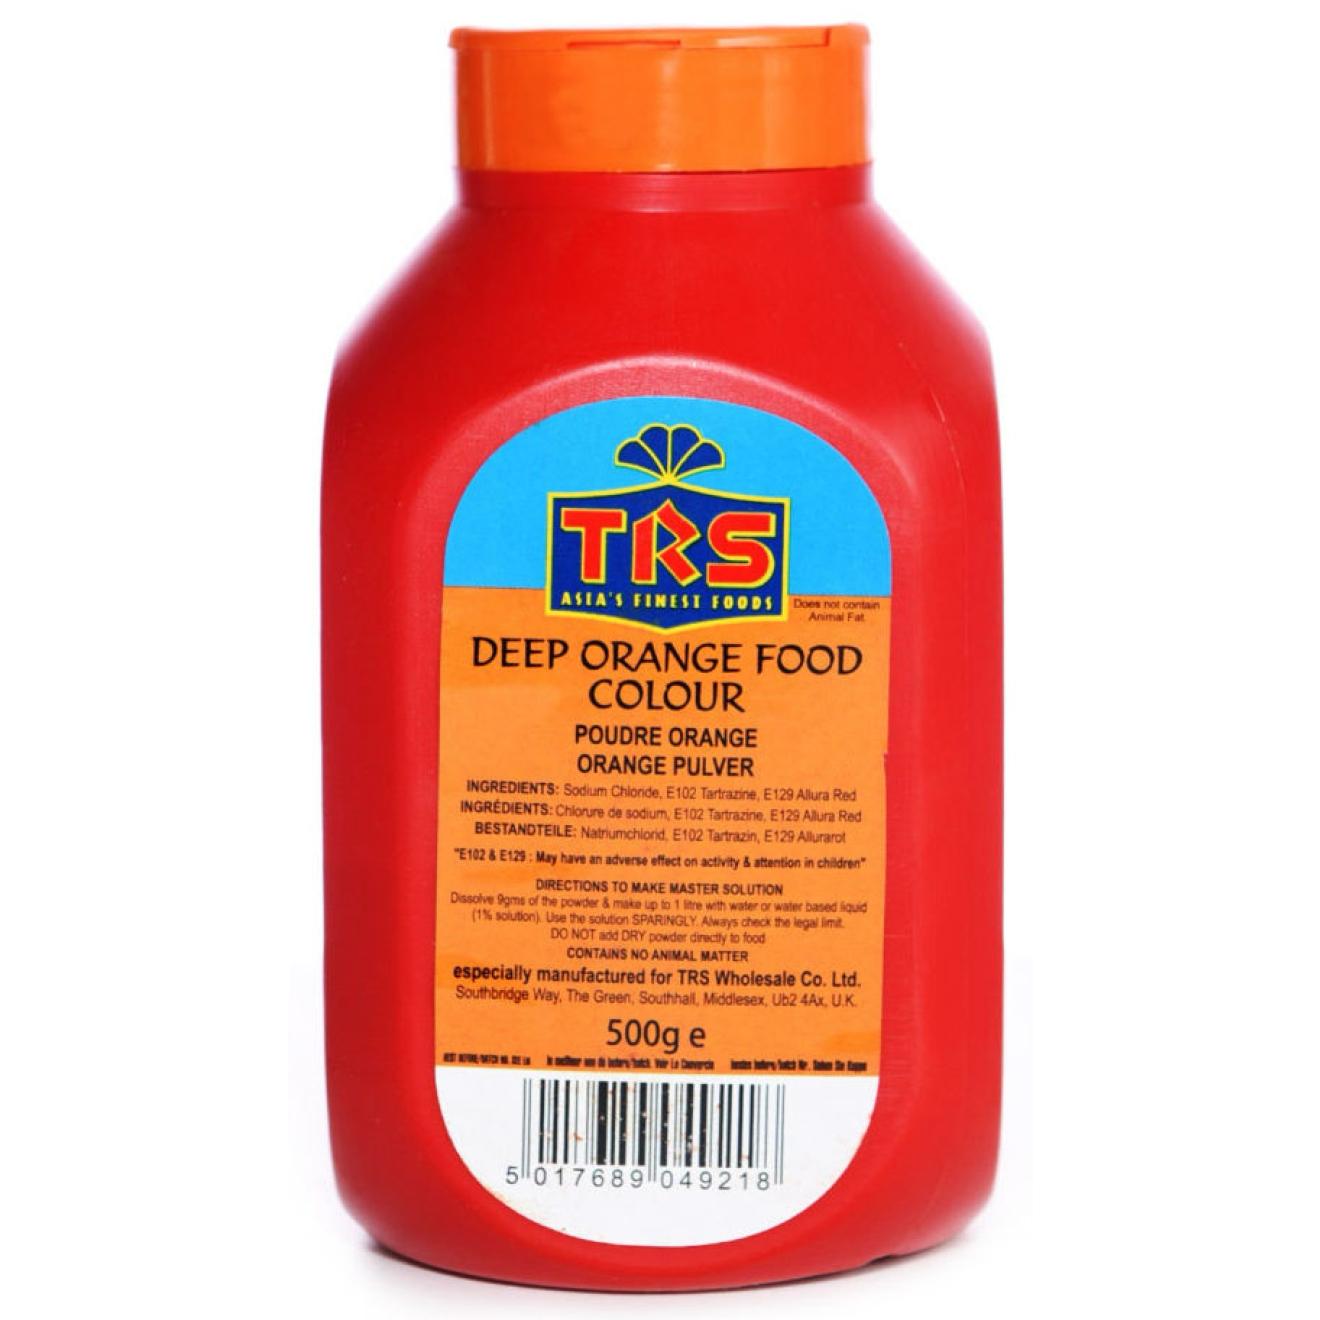 TRS
ASIA'S FINEST FOODS
Does not contain
Animal Fat.
DEEP ORANGE FOOD
COLOUR
POUDRE ORANGE
ORANGE PULVER
INGREDIENTS: Sodium Chloride, E102 Tartrazine, E129 Allura Red
INGRÉDIENTS: Chlorure de sodium, E102 Tartrazine, E129 Allura Red
BESTANDTEILE: Natriumchlorid, E102 Tartrazin, E129 Allurarot
"E102 & E129 : May have an adverse effect on activity & attention in children"
DIRECTIONS TO MAKE MASTER SOLUTION
Dissolve 9gms of the powder & make up to 1 litre with water or water based liquid
(1% solution). Use the solution SPARINGLY. Always check the legal limit.
DO NOT add DRY powder directly to food
CONTAINS NO ANIMAL MATTER
especially manufactured for TRS Wholesale Co. Ltd.
Southbridge Way, The Green, Southhall, Middlesex, Ub2 4Ax, U.K.
500g e
BEST BEFORE/BATCH NO. SEE
5 017689 049218